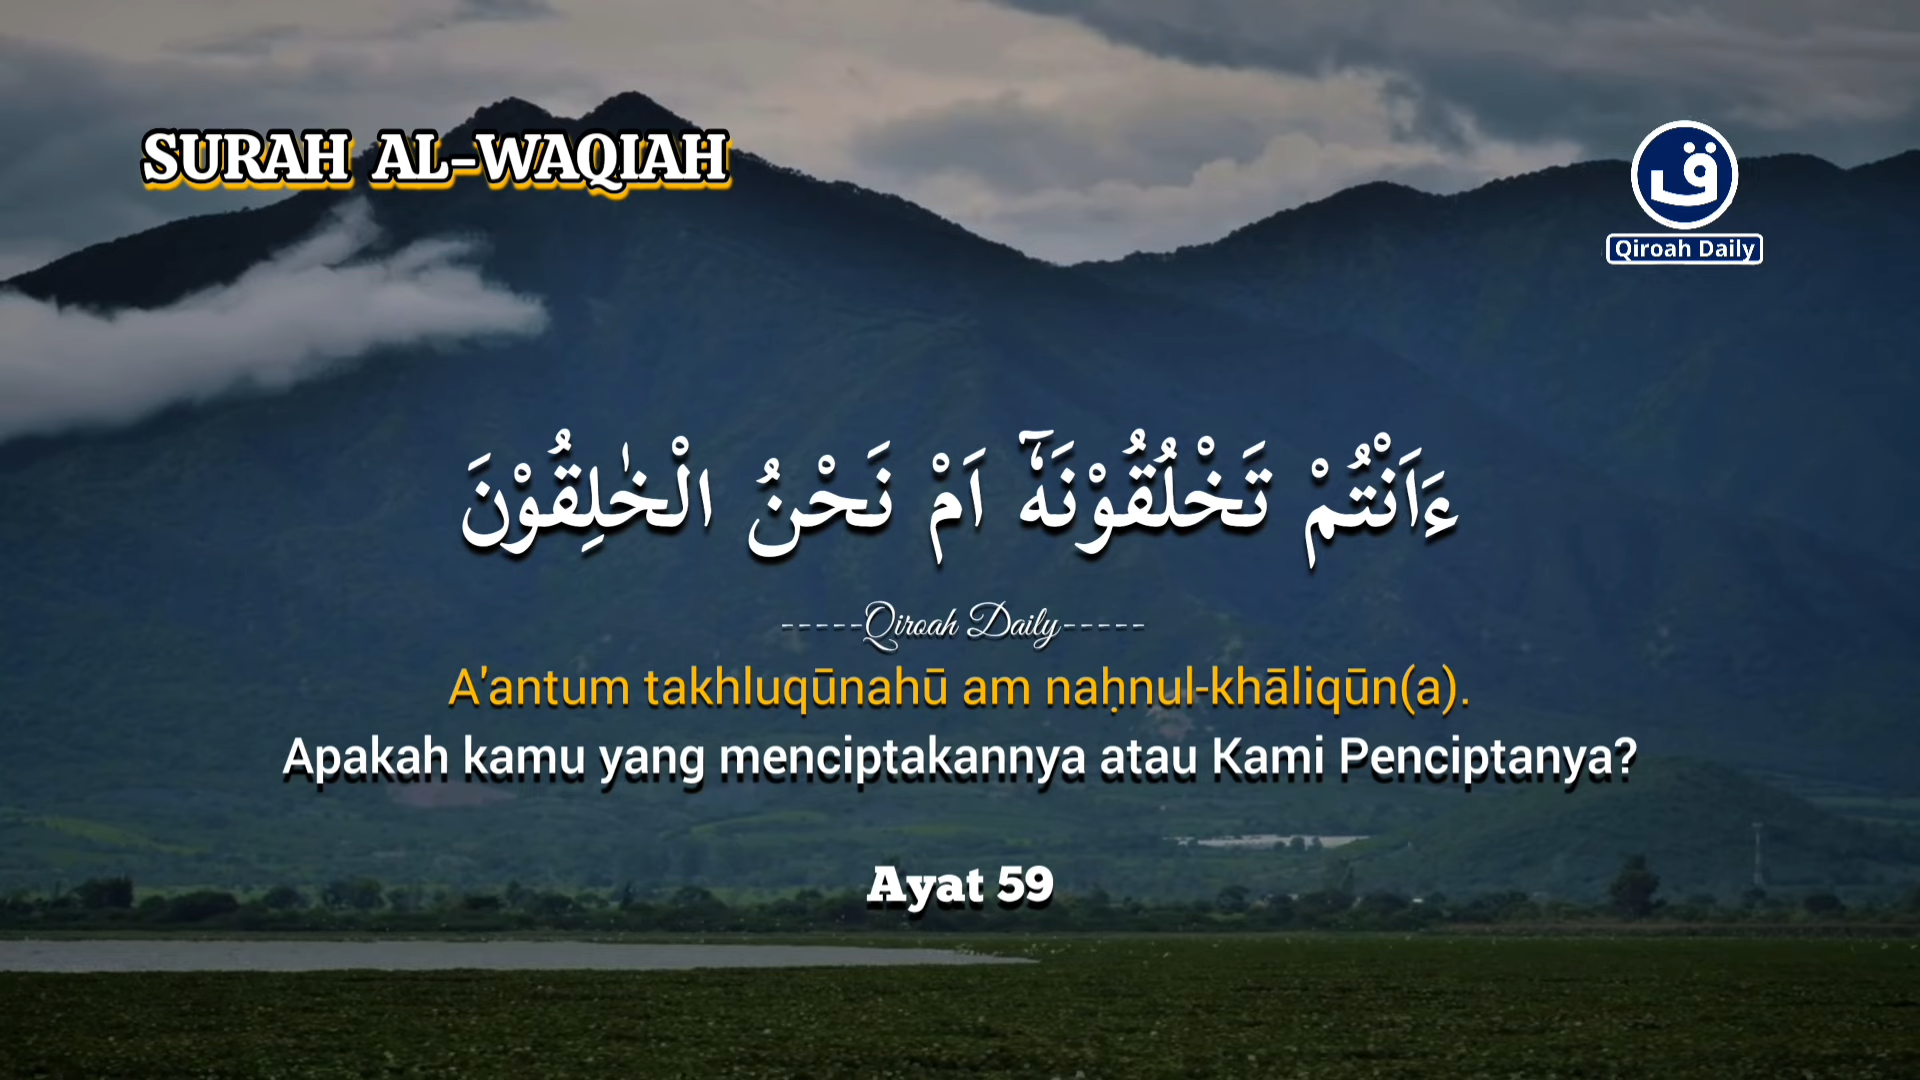 SURAH AL-WAQIAH
ق
Qiroah Daily
ءَاَنْتُمْ تَخْلُقُوْنَهٗٓ اَمْ نَحْنُ الْخٰلِقُوْنَ
-----Qiroah Daily-----
A'antum takhluqūnahū am naḥnul-khāliqūn(a).
Apakah kamu yang menciptakannya atau Kami Penciptanya?
Ayat 59